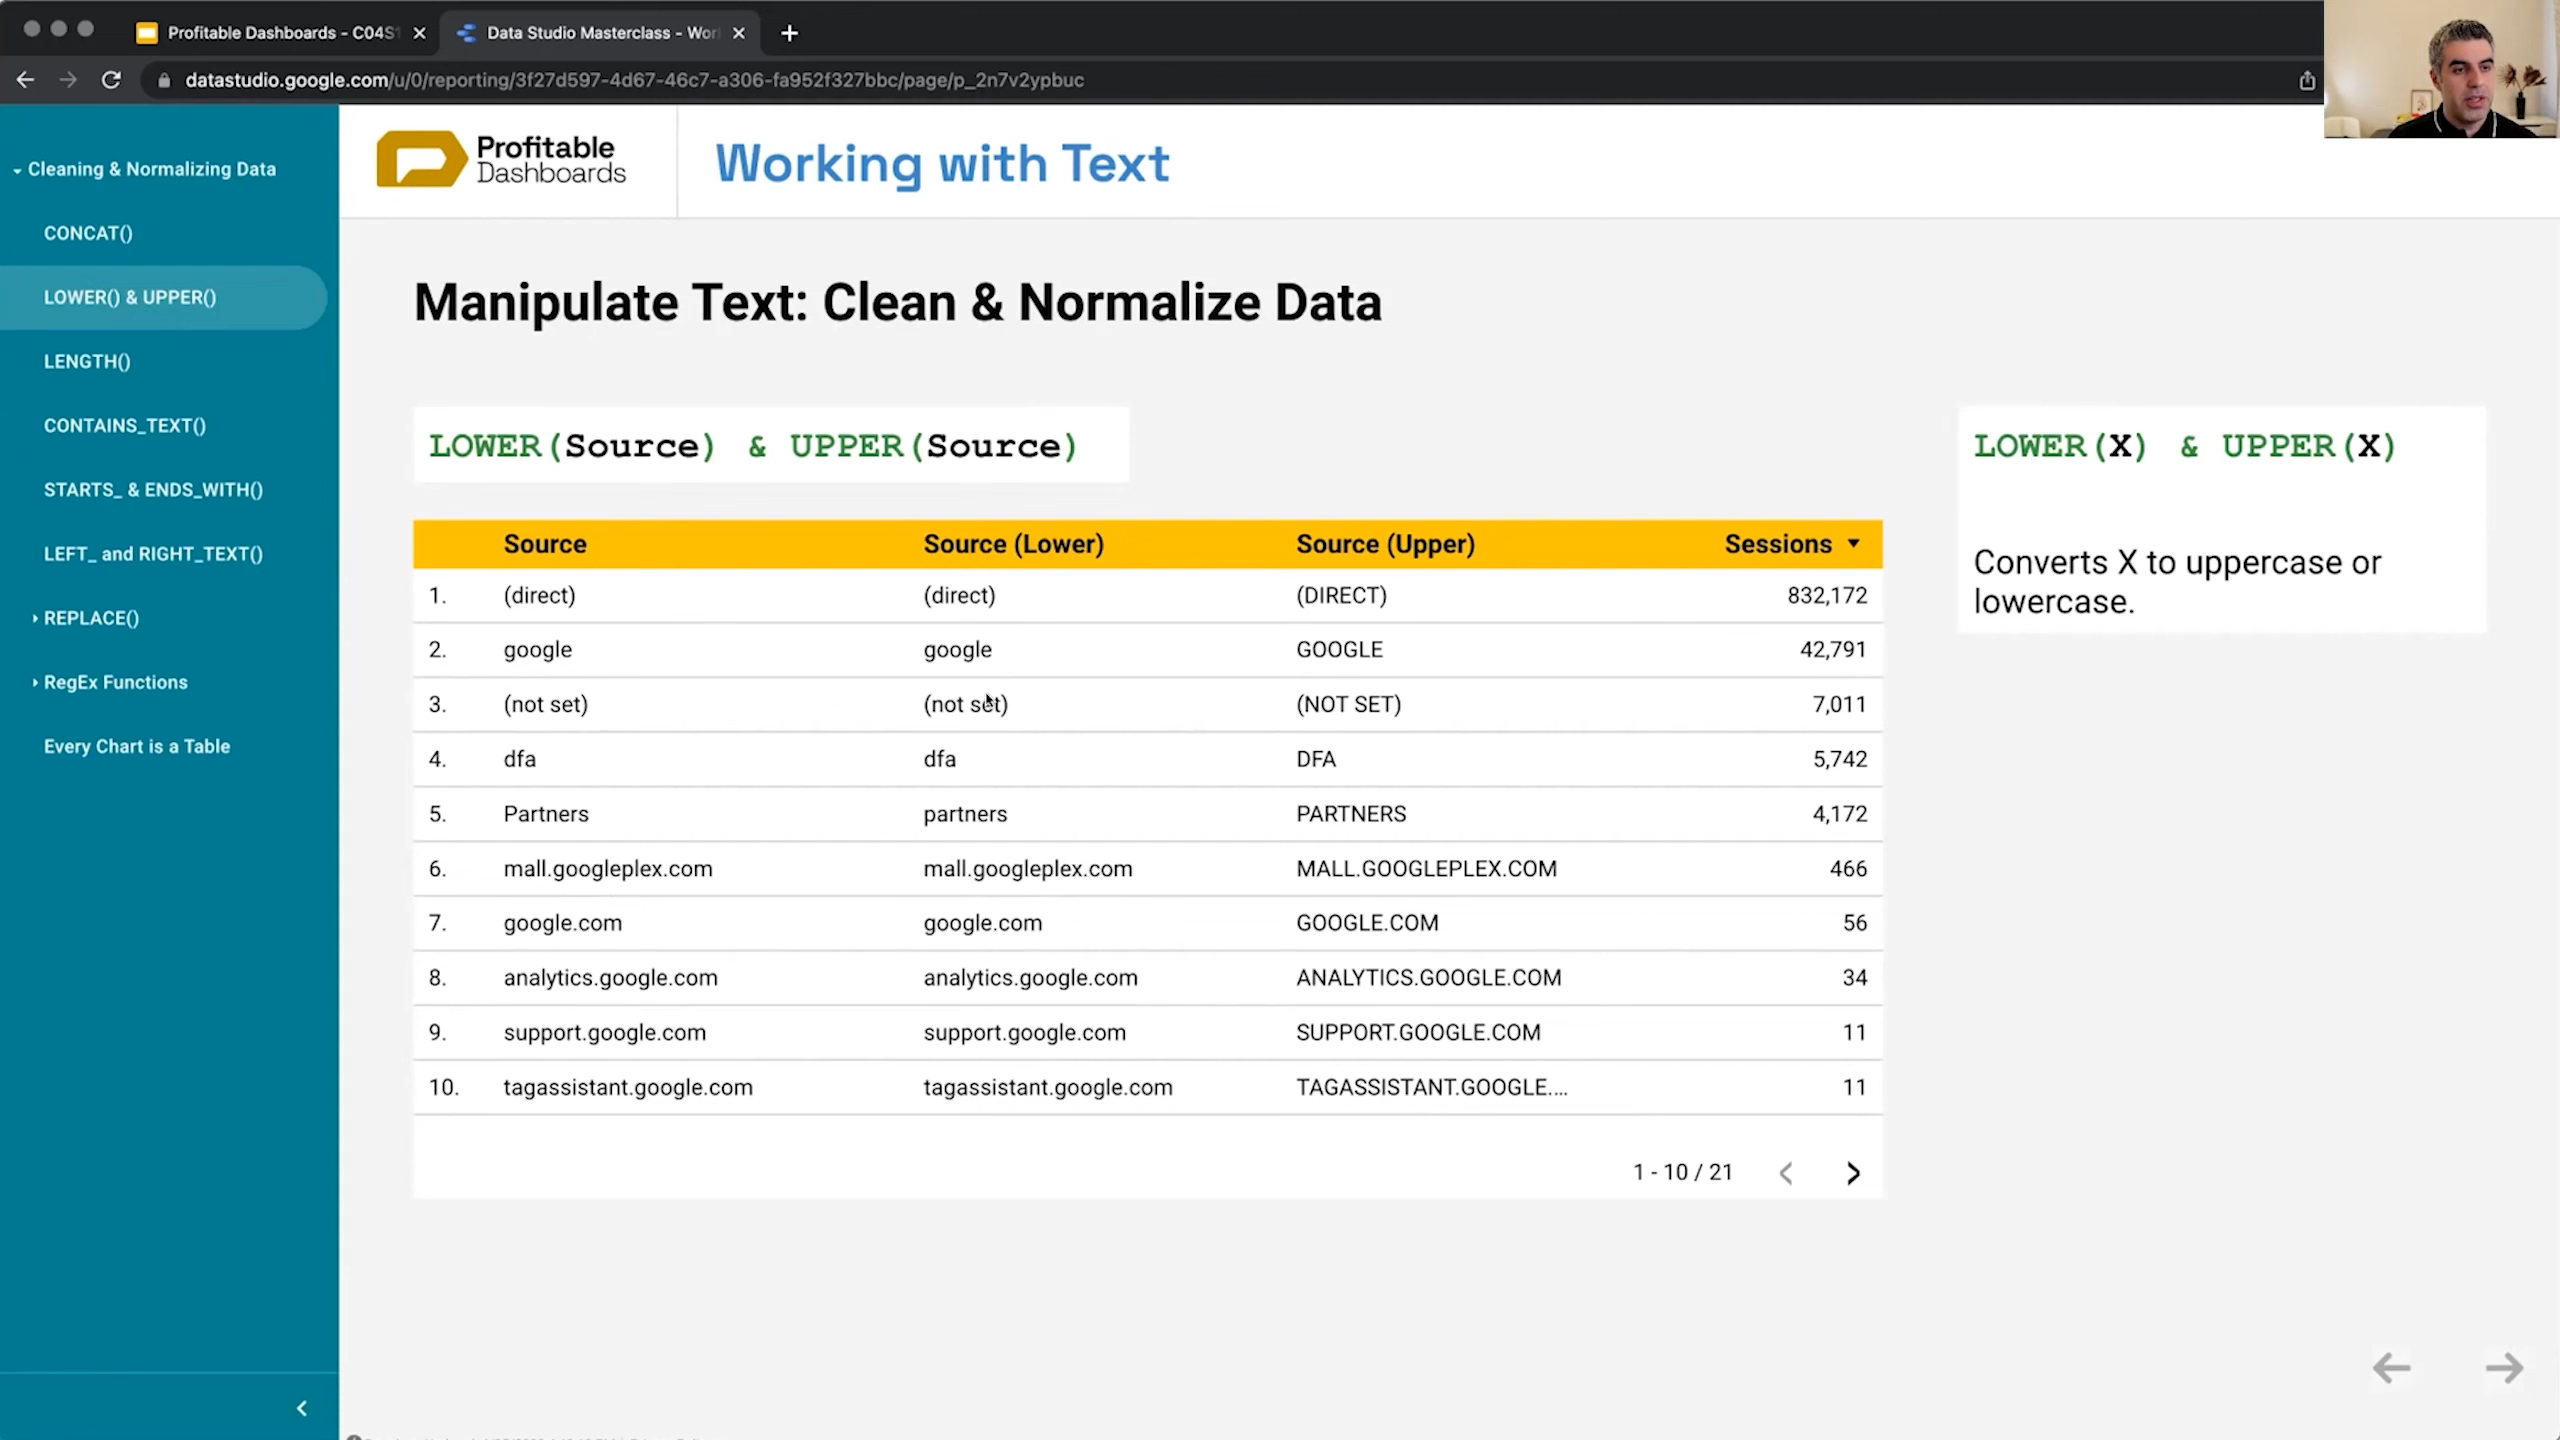 Profitable Dashboards - C04S1
Data Studio Masterclass - Wor
datastudio.google.com/u/0/reporting/3f27d597-4d67-46c7-a306-fa952f327bbc/page/p_2n7v2ypbuc
Cleaning & Normalizing Data
CONCAT()
LOWER() & UPPER()
LENGTH()
CONTAINS_TEXT()
STARTS_ & ENDS_WITH()
LEFT_ and RIGHT_TEXT()
REPLACE()
RegEx Functions
Every Chart is a Table
Profitable
Dashboards
Working with Text
Manipulate Text: Clean & Normalize Data
LOWER(Source) & UPPER(Source)
Source Source (Lower) Source (Upper) Sessions
1. (direct) (direct) (DIRECT) 832,172
2. google google GOOGLE 42,791
3. (not set) (not set) (NOT SET) 7,011
4. dfa dfa DFA 5,742
5. Partners partners PARTNERS 4,172
6. mall.googleplex.com mall.googleplex.com MALL.GOOGLEPLEX.COM 466
7. google.com google.com GOOGLE.COM 56
8. analytics.google.com analytics.google.com ANALYTICS.GOOGLE.COM 34
9. support.google.com support.google.com SUPPORT.GOOGLE.COM 11
10. tagassistant.google.com tagassistant.google.com TAGASSISTANT.GOOGLE.... 11
1 - 10 / 21
LOWER(X) & UPPER(X)
Converts X to uppercase or
lowercase.